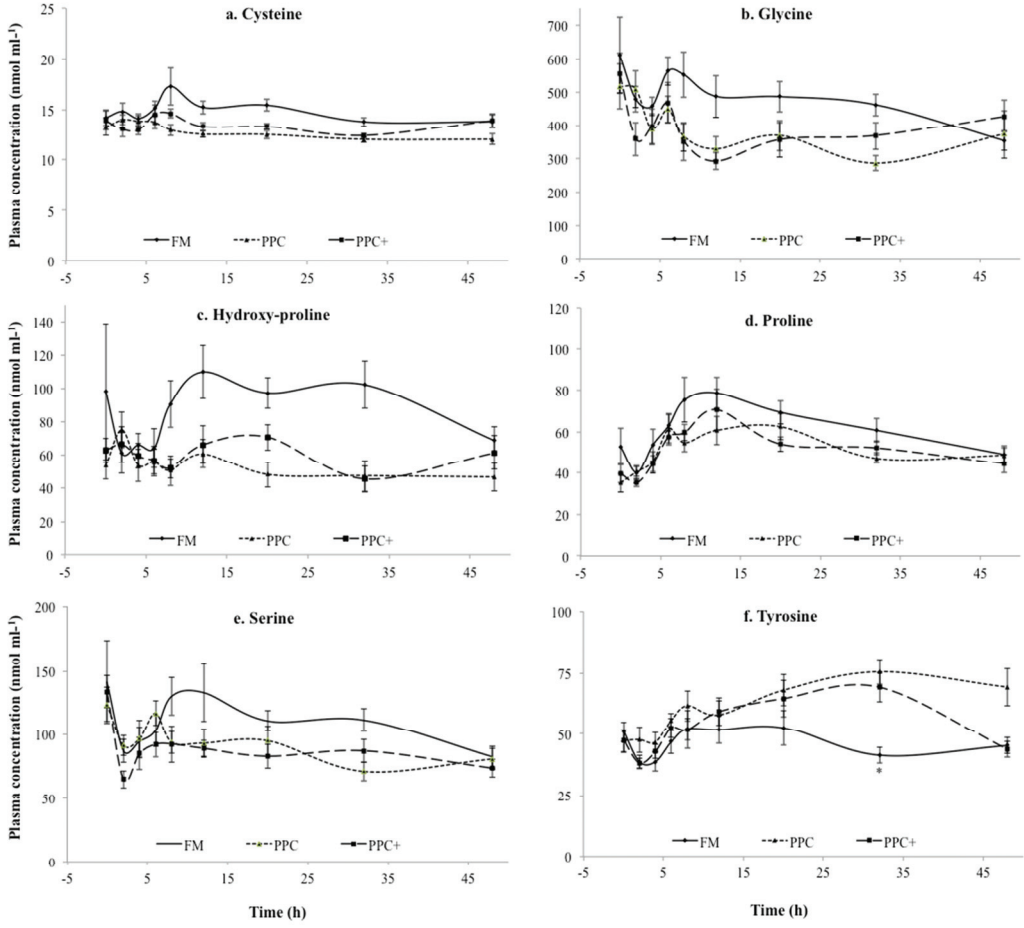 a. Cysteine
Plasma concentration (nmol ml-1)
25
20
15
10
5
0
FM PPC PPC+
-5 5 15 25 35 45
b. Glycine
700
600
500
400
300
200
100
0
FM PPC PPC+
-5 5 15 25 35 45
c. Hydroxy-proline
Plasma concentration (nmol ml-1)
140
120
100
80
60
40
20
0
FM PPC PPC+
-5 5 15 25 35 45
d. Proline
120
100
80
60
40
20
0
FM PPC PPC+
-5 5 15 25 35 45
e. Serine
Plasma concentration (nmol ml-1)
200
150
100
50
0
FM PPC PPC+
-5 5 15 25 35 45
Time (h)
f. Tyrosine
100
75
50
25
0
*
FM PPC PPC+
-5 5 15 25 35 45
Time (h)